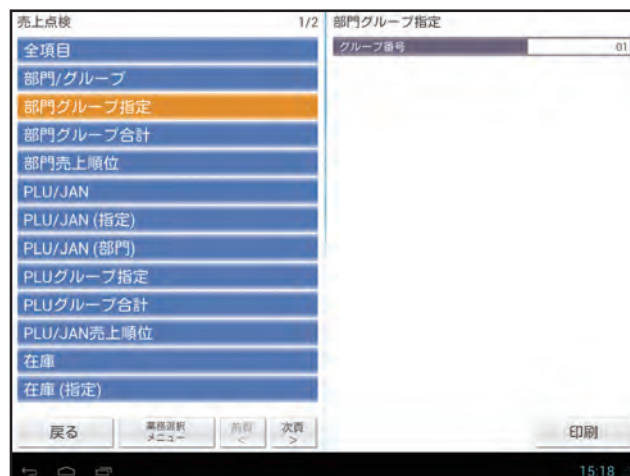 売上点検 1/2
全項目
部門/グループ
部門グループ指定
部門グループ合計
部門売上順位
PLU/JAN
PLU/JAN (指定)
PLU/JAN (部門)
PLUグループ指定
PLUグループ合計
PLU/JAN売上順位
在庫
在庫 (指定)
戻る
業務選択
メニュー
前頁
<
次頁
>
部門グループ指定
グループ番号 01
印刷
15:18